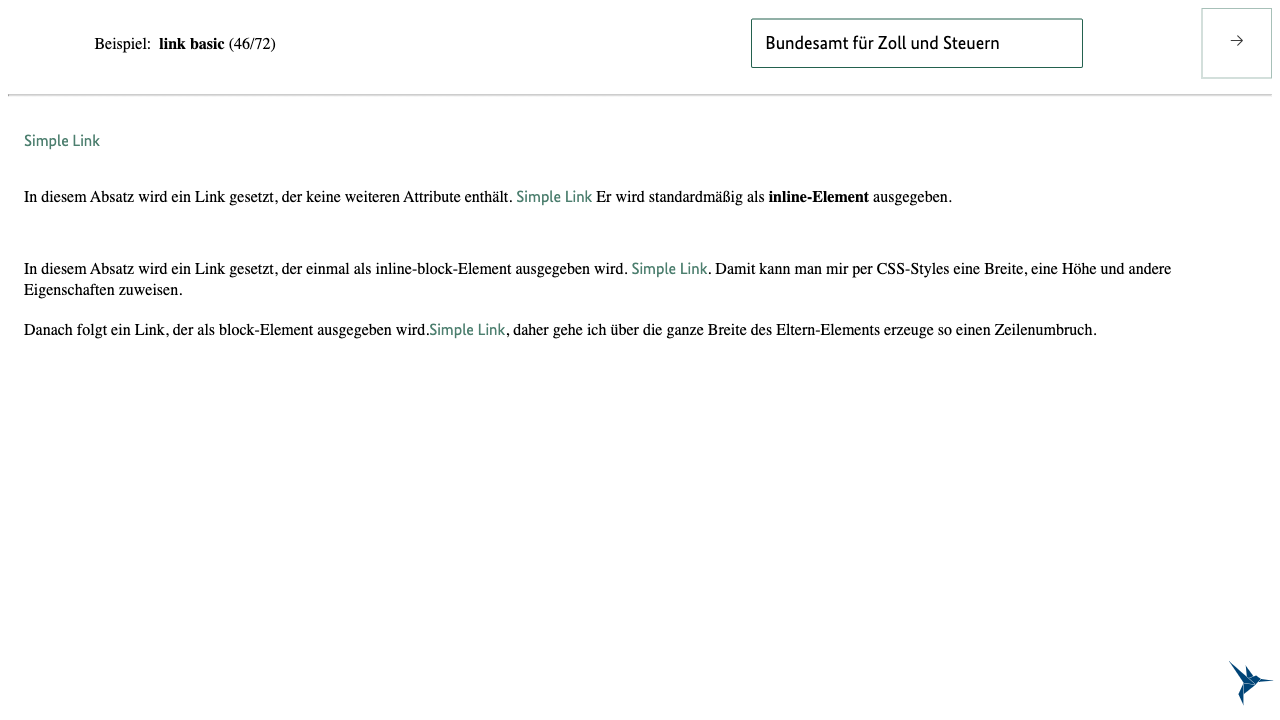 Beispiel: link basic (46/72)
Bundesamt für Zoll und Steuern
→
Simple Link
In diesem Absatz wird ein Link gesetzt, der keine weiteren Attribute enthält. Simple Link Er wird standardmäßig als inline-Element ausgegeben.
In diesem Absatz wird ein Link gesetzt, der einmal als inline-block-Element ausgegeben wird. Simple Link. Damit kann man mir per CSS-Styles eine Breite, eine Höhe und andere
Eigenschaften zuweisen.
Danach folgt ein Link, der als block-Element ausgegeben wird.Simple Link, daher gehe ich über die ganze Breite des Eltern-Elements erzeuge so einen Zeilenumbruch.